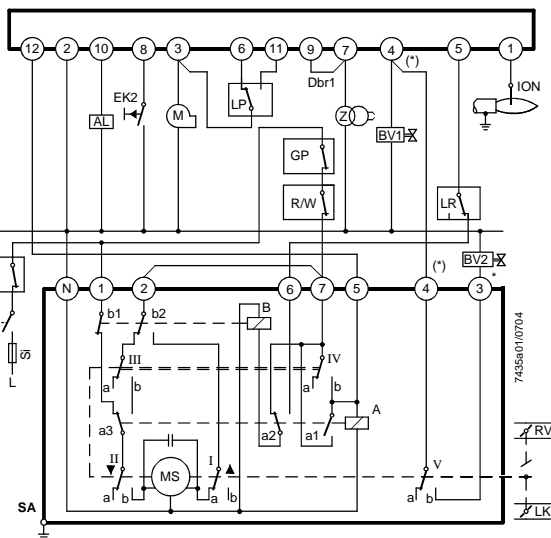 12 2 10 8 3 6 11 9 7 4 (*) 5 1
Dbr1
ION
EK2
LP
AL
M
Z
BV1
GP
R/W
LR
BV2
(*)
*
N 1 2 6 7 5 4 3
b1 b2 B
III IV
a b a b
A
a3 a2 a1
II I V
MS
a b a b a b
SA
Si
L
RV
LK
7435a01/0704